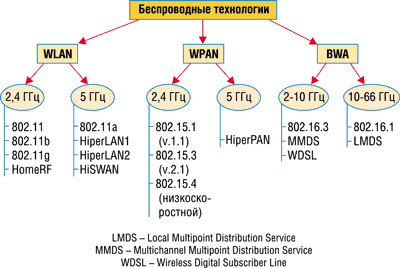 Беспроводные технологии
WLAN
WPAN
BWA
2,4 ГГц
5 ГГц
2,4 ГГц
5 ГГц
2-10 ГГц
10-66 ГГц
802.11
802.11b
802.11g
HomeRF
802.11a
HiperLAN1
HiperLAN2
HiSWAN
802.15.1
(v.1.1)
802.15.3
(v.2.1)
802.15.4
(низкоско-
ростной)
HiperPAN
802.16.3
MMDS
WDSL
802.16.1
LMDS
LMDS – Local Multipoint Distribution Service
MMDS – Multichannel Multipoint Distribution Service
WDSL – Wireless Digital Subscriber Line